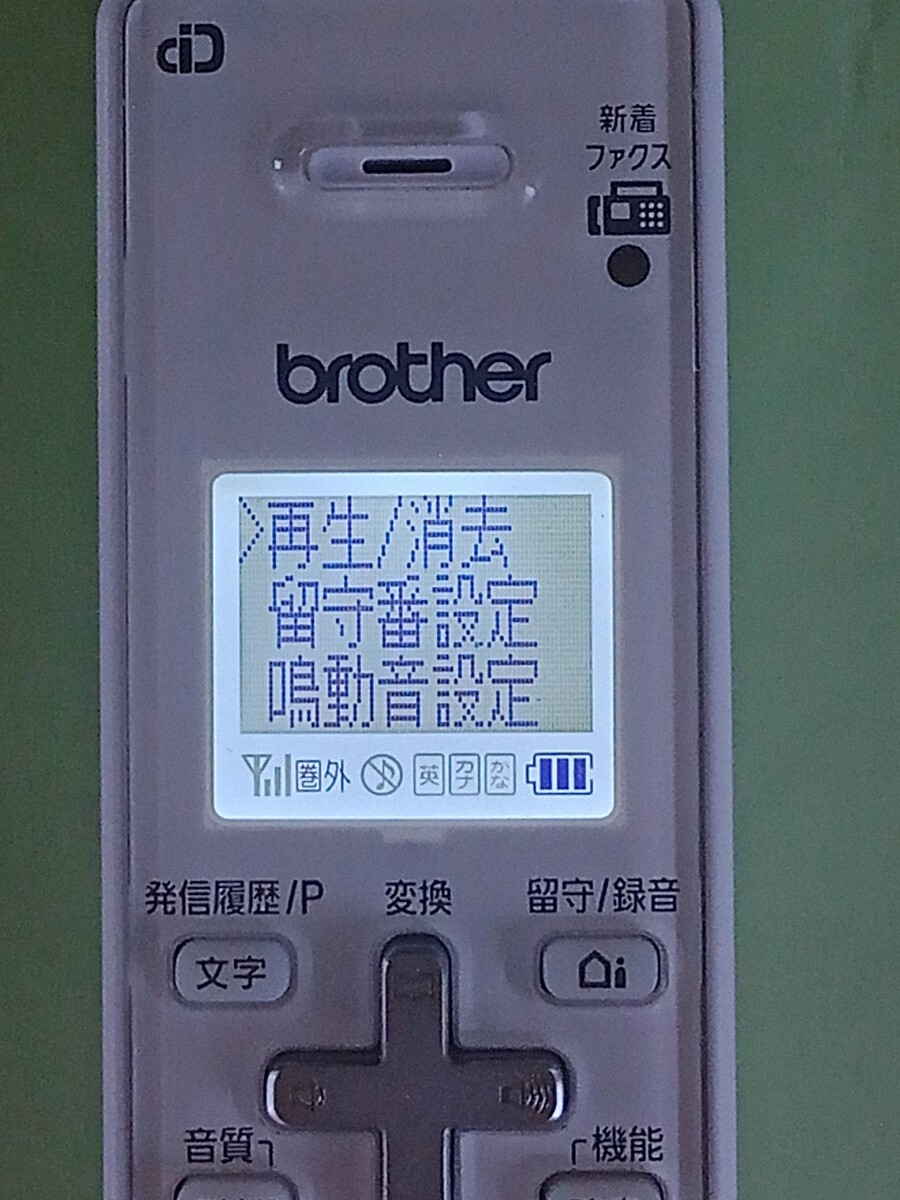 新着
ファクス
brother
>再生/消去
留守番設定
鳴動音設定
圏外 英 カナ かな
発信履歴/P 変換 留守/録音
文字
音質 機能